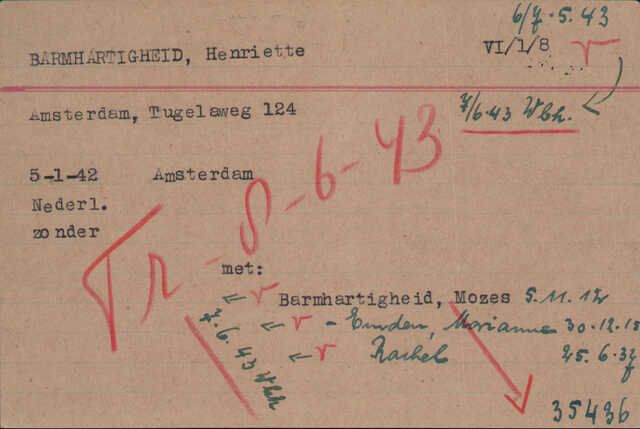 6/7·5.43
BARMHARTIGHEID, Henriette VI/1/8
Amsterdam, Tugelaweg 124 7/6.43 Wbk.
5-1-42 Amsterdam
Nederl.
zonder
Tr - 8-6-43
met:
Barmhartigheid, Mozes 5.11.12
- Emden, Marianne 30.12.15
Rachel 25.6.37
7.6.43 Wbk
35436